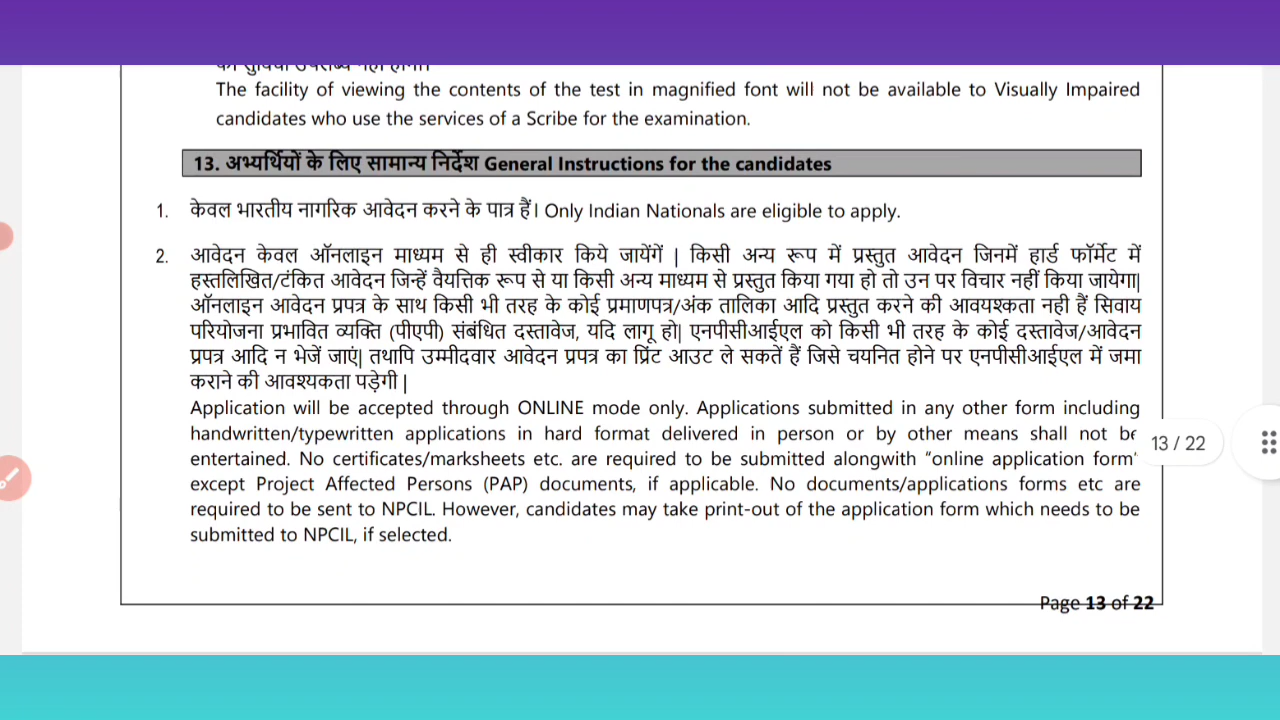 The facility of viewing the contents of the test in magnified font will not be available to Visually Impaired
candidates who use the services of a Scribe for the examination.
13. अभ्यर्थियों के लिए सामान्य निर्देश General Instructions for the candidates
1. केवल भारतीय नागरिक आवेदन करने के पात्र हैं। Only Indian Nationals are eligible to apply.
2. आवेदन केवल ऑनलाइन माध्यम से ही स्वीकार किये जायेंगें | किसी अन्य रूप में प्रस्तुत आवेदन जिनमें हार्ड फॉर्मेट में
हस्तलिखित/टंकित आवेदन जिन्हें वैयत्तिक रूप से या किसी अन्य माध्यम से प्रस्तुत किया गया हो तो उन पर विचार नहीं किया जायेगा|
ऑनलाइन आवेदन प्रपत्र के साथ किसी भी तरह के कोई प्रमाणपत्र/अंक तालिका आदि प्रस्तुत करने की आवयश्कता नही हैं सिवाय
परियोजना प्रभावित व्यक्ति (पीएपी) संबंधित दस्तावेज, यदि लागू हो| एनपीसीआईएल को किसी भी तरह के कोई दस्तावेज/आवेदन
प्रपत्र आदि न भेजें जाएं| तथापि उम्मीदवार आवेदन प्रपत्र का प्रिंट आउट ले सकतें हैं जिसे चयनित होने पर एनपीसीआईएल में जमा
कराने की आवश्यकता पड़ेगी |
Application will be accepted through ONLINE mode only. Applications submitted in any other form including
handwritten/typewritten applications in hard format delivered in person or by other means shall not be
entertained. No certificates/marksheets etc. are required to be submitted alongwith “online application form”
except Project Affected Persons (PAP) documents, if applicable. No documents/applications forms etc are
required to be sent to NPCIL. However, candidates may take print-out of the application form which needs to be
submitted to NPCIL, if selected.
13 / 22
Page 13 of 22